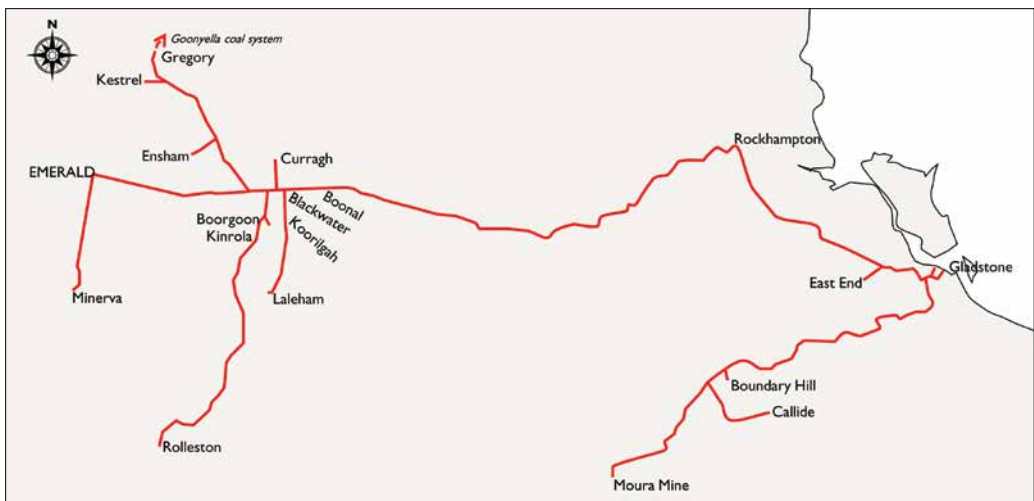 N
Goonyella coal system
Gregory
Kestrel
Ensham
Curragh
EMERALD
Boonal
Blackwater
Koorilgah
Boorgoon
Kinrola
Minerva
Laleham
Rolleston
Rockhampton
East End
Gladstone
Boundary Hill
Callide
Moura Mine